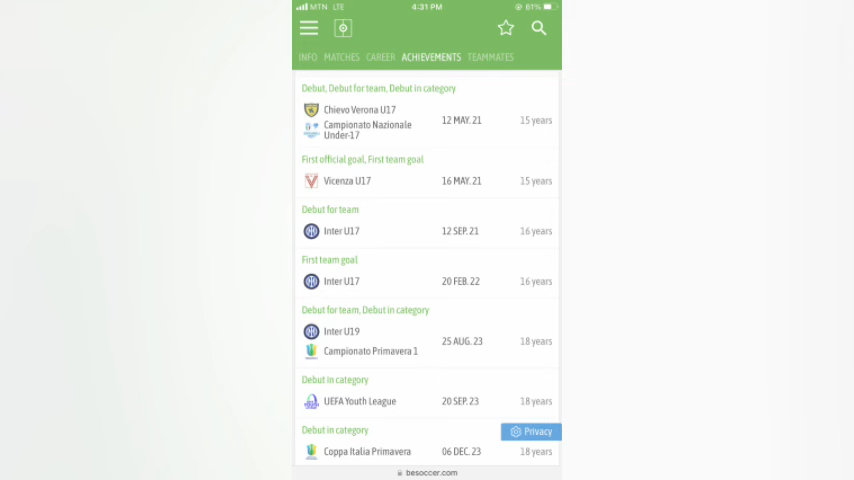 MTN LTE 4:31 PM 61%
INFO MATCHES CAREER ACHIEVEMENTS TEAMMATES
Debut, Debut for team, Debut in category
Chievo Verona U17
Campionato Nazionale
Under-17
12 MAY. 21
15 years
First official goal, First team goal
Vicenza U17 16 MAY. 21 15 years
Debut for team
Inter U17 12 SEP. 21 16 years
First team goal
Inter U17 20 FEB. 22 16 years
Debut for team, Debut in category
Inter U19
Campionato Primavera 1
25 AUG. 23
18 years
Debut in category
UEFA Youth League 20 SEP. 23 18 years
Debut in category
Privacy
Coppa Italia Primavera 06 DEC. 23 18 years
besoccer.com